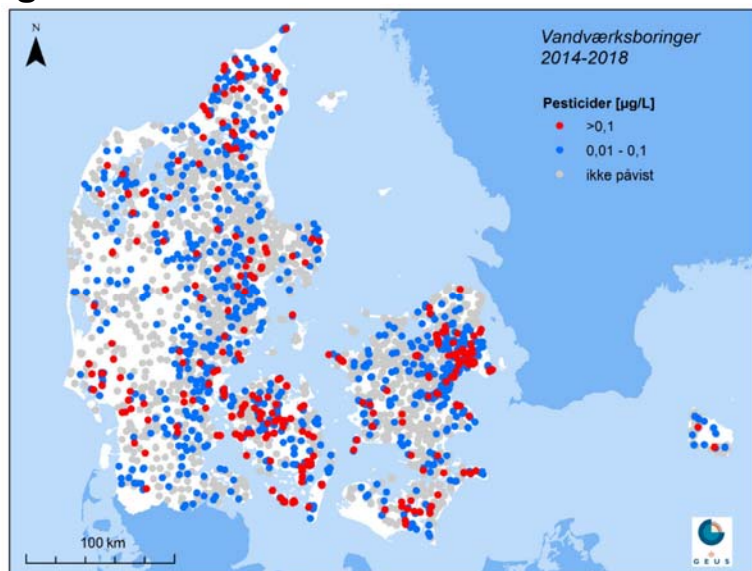 N
Vandværksboringer
2014-2018
Pesticider [µg/L]
>0,1
0,01 - 0,1
ikke påvist
100 km
GEUS